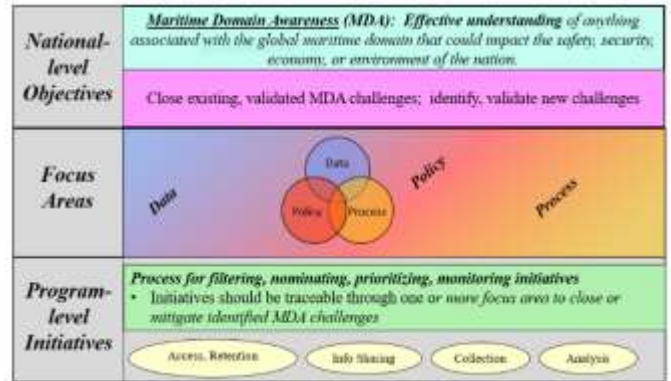 National-
level
Objectives
Maritime Domain Awareness (MDA): Effective understanding of anything
associated with the global maritime domain that could impact the safety, security,
economy, or environment of the nation.
Close existing, validated MDA challenges; identify, validate new challenges
Focus
Areas
Data
Data
Policy
Process
Policy
Process
Program-
level
Initiatives
Process for filtering, nominating, prioritizing, monitoring initiatives
• Initiatives should be traceable through one or more focus area to close or
mitigate identified MDA challenges
Access, Retention
Info Sharing
Collection
Analysis